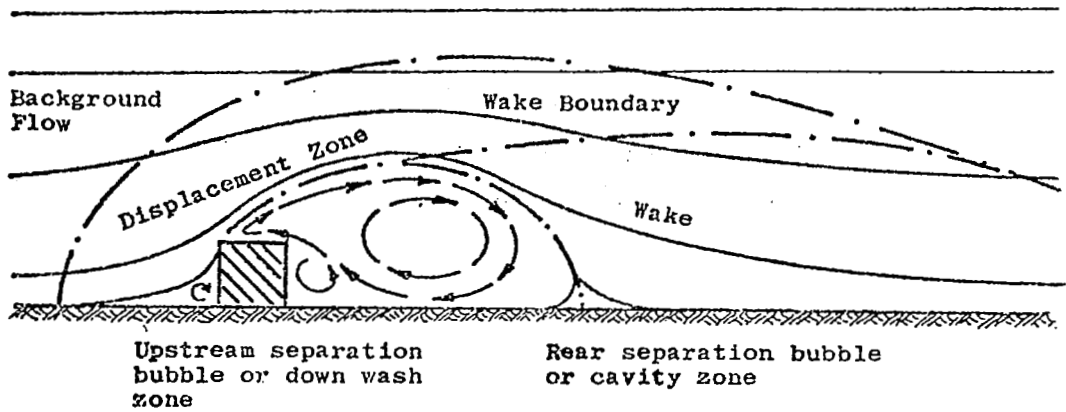 Background
Flow
Wake Boundary
Displacement Zone
Wake
Upstream separation
bubble or down wash
zone
Rear separation bubble
or cavity zone